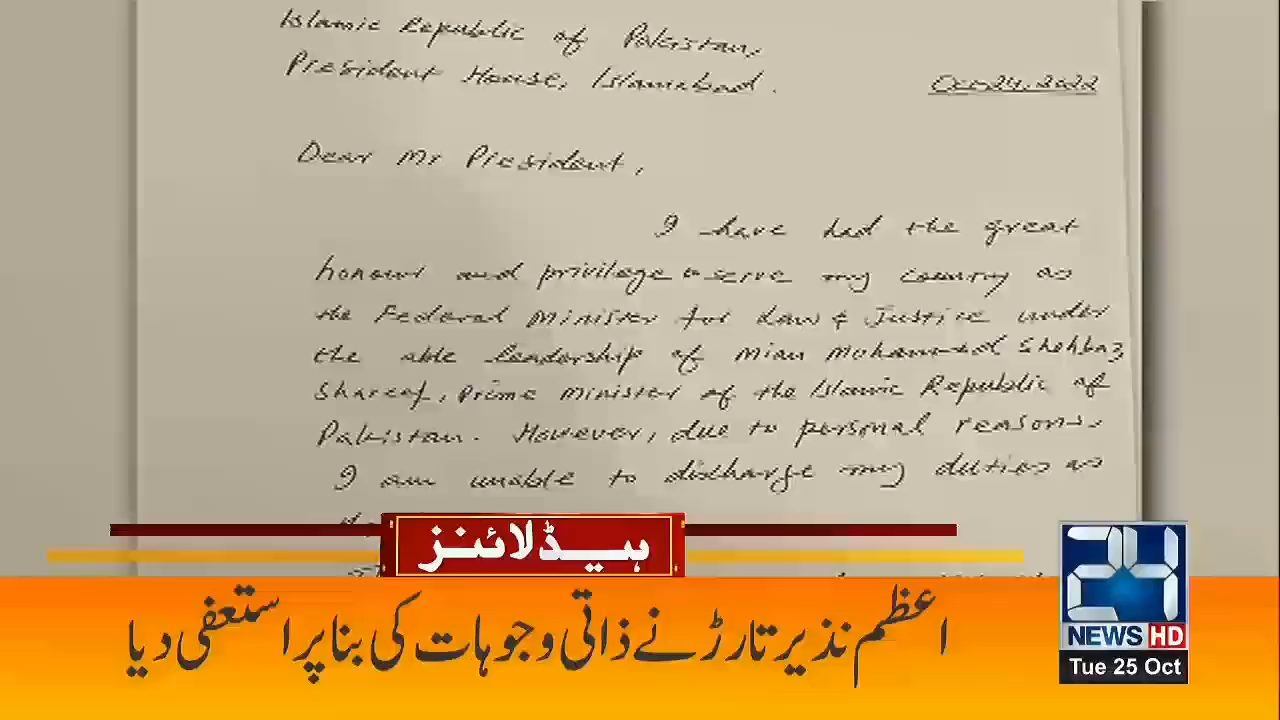 Islamic Republic of Pakistan,
President House, Islamabad.
Oct 24, 2022
Dear Mr President,
I have had the great
honour and privilege to serve my country as
the Federal Minister for Law & Justice under
the able leadership of Mian Mohammad Shehbaz
Shareef, Prime Minister of the Islamic Republic of
Pakistan. However, due to personal reasons,
I am unable to discharge my duties as
ہیڈلائنز
اعظم نذیر تارڑ نے ذاتی وجوہات کی بنا پر استعفی دیا
24
NEWS HD
Tue 25 Oct